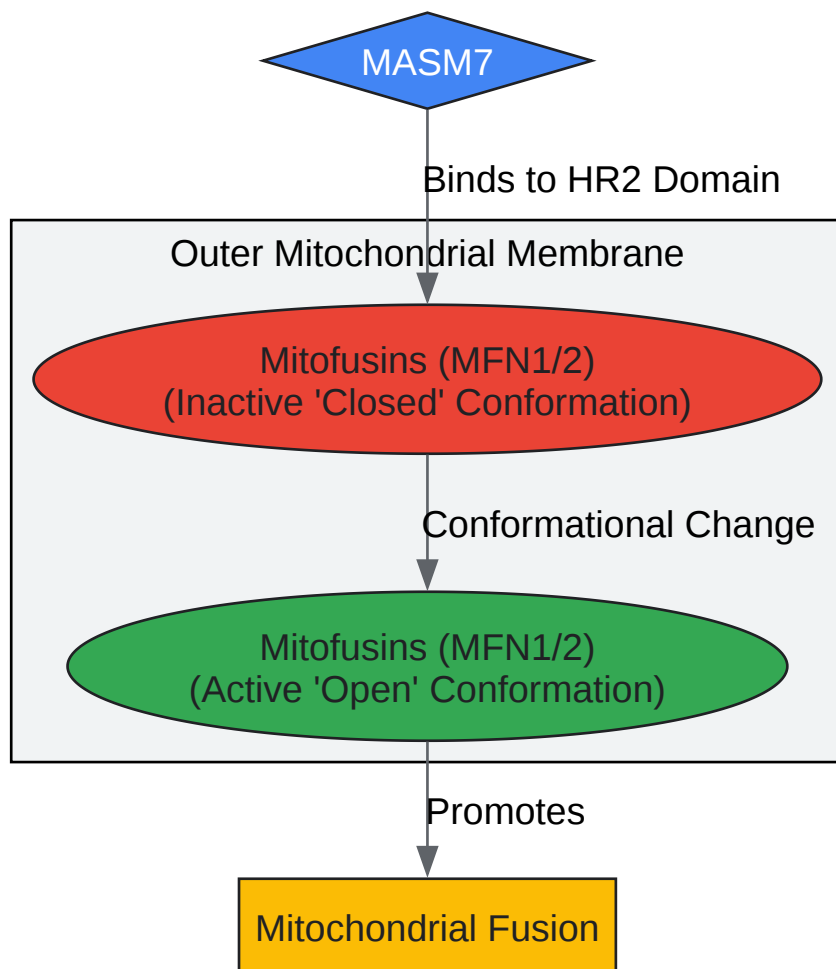 MASM7
Binds to HR2 Domain
Outer Mitochondrial Membrane
Mitofusins (MFN1/2)
(Inactive 'Closed' Conformation)
Conformational Change
Mitofusins (MFN1/2)
(Active 'Open' Conformation)
Promotes
Mitochondrial Fusion